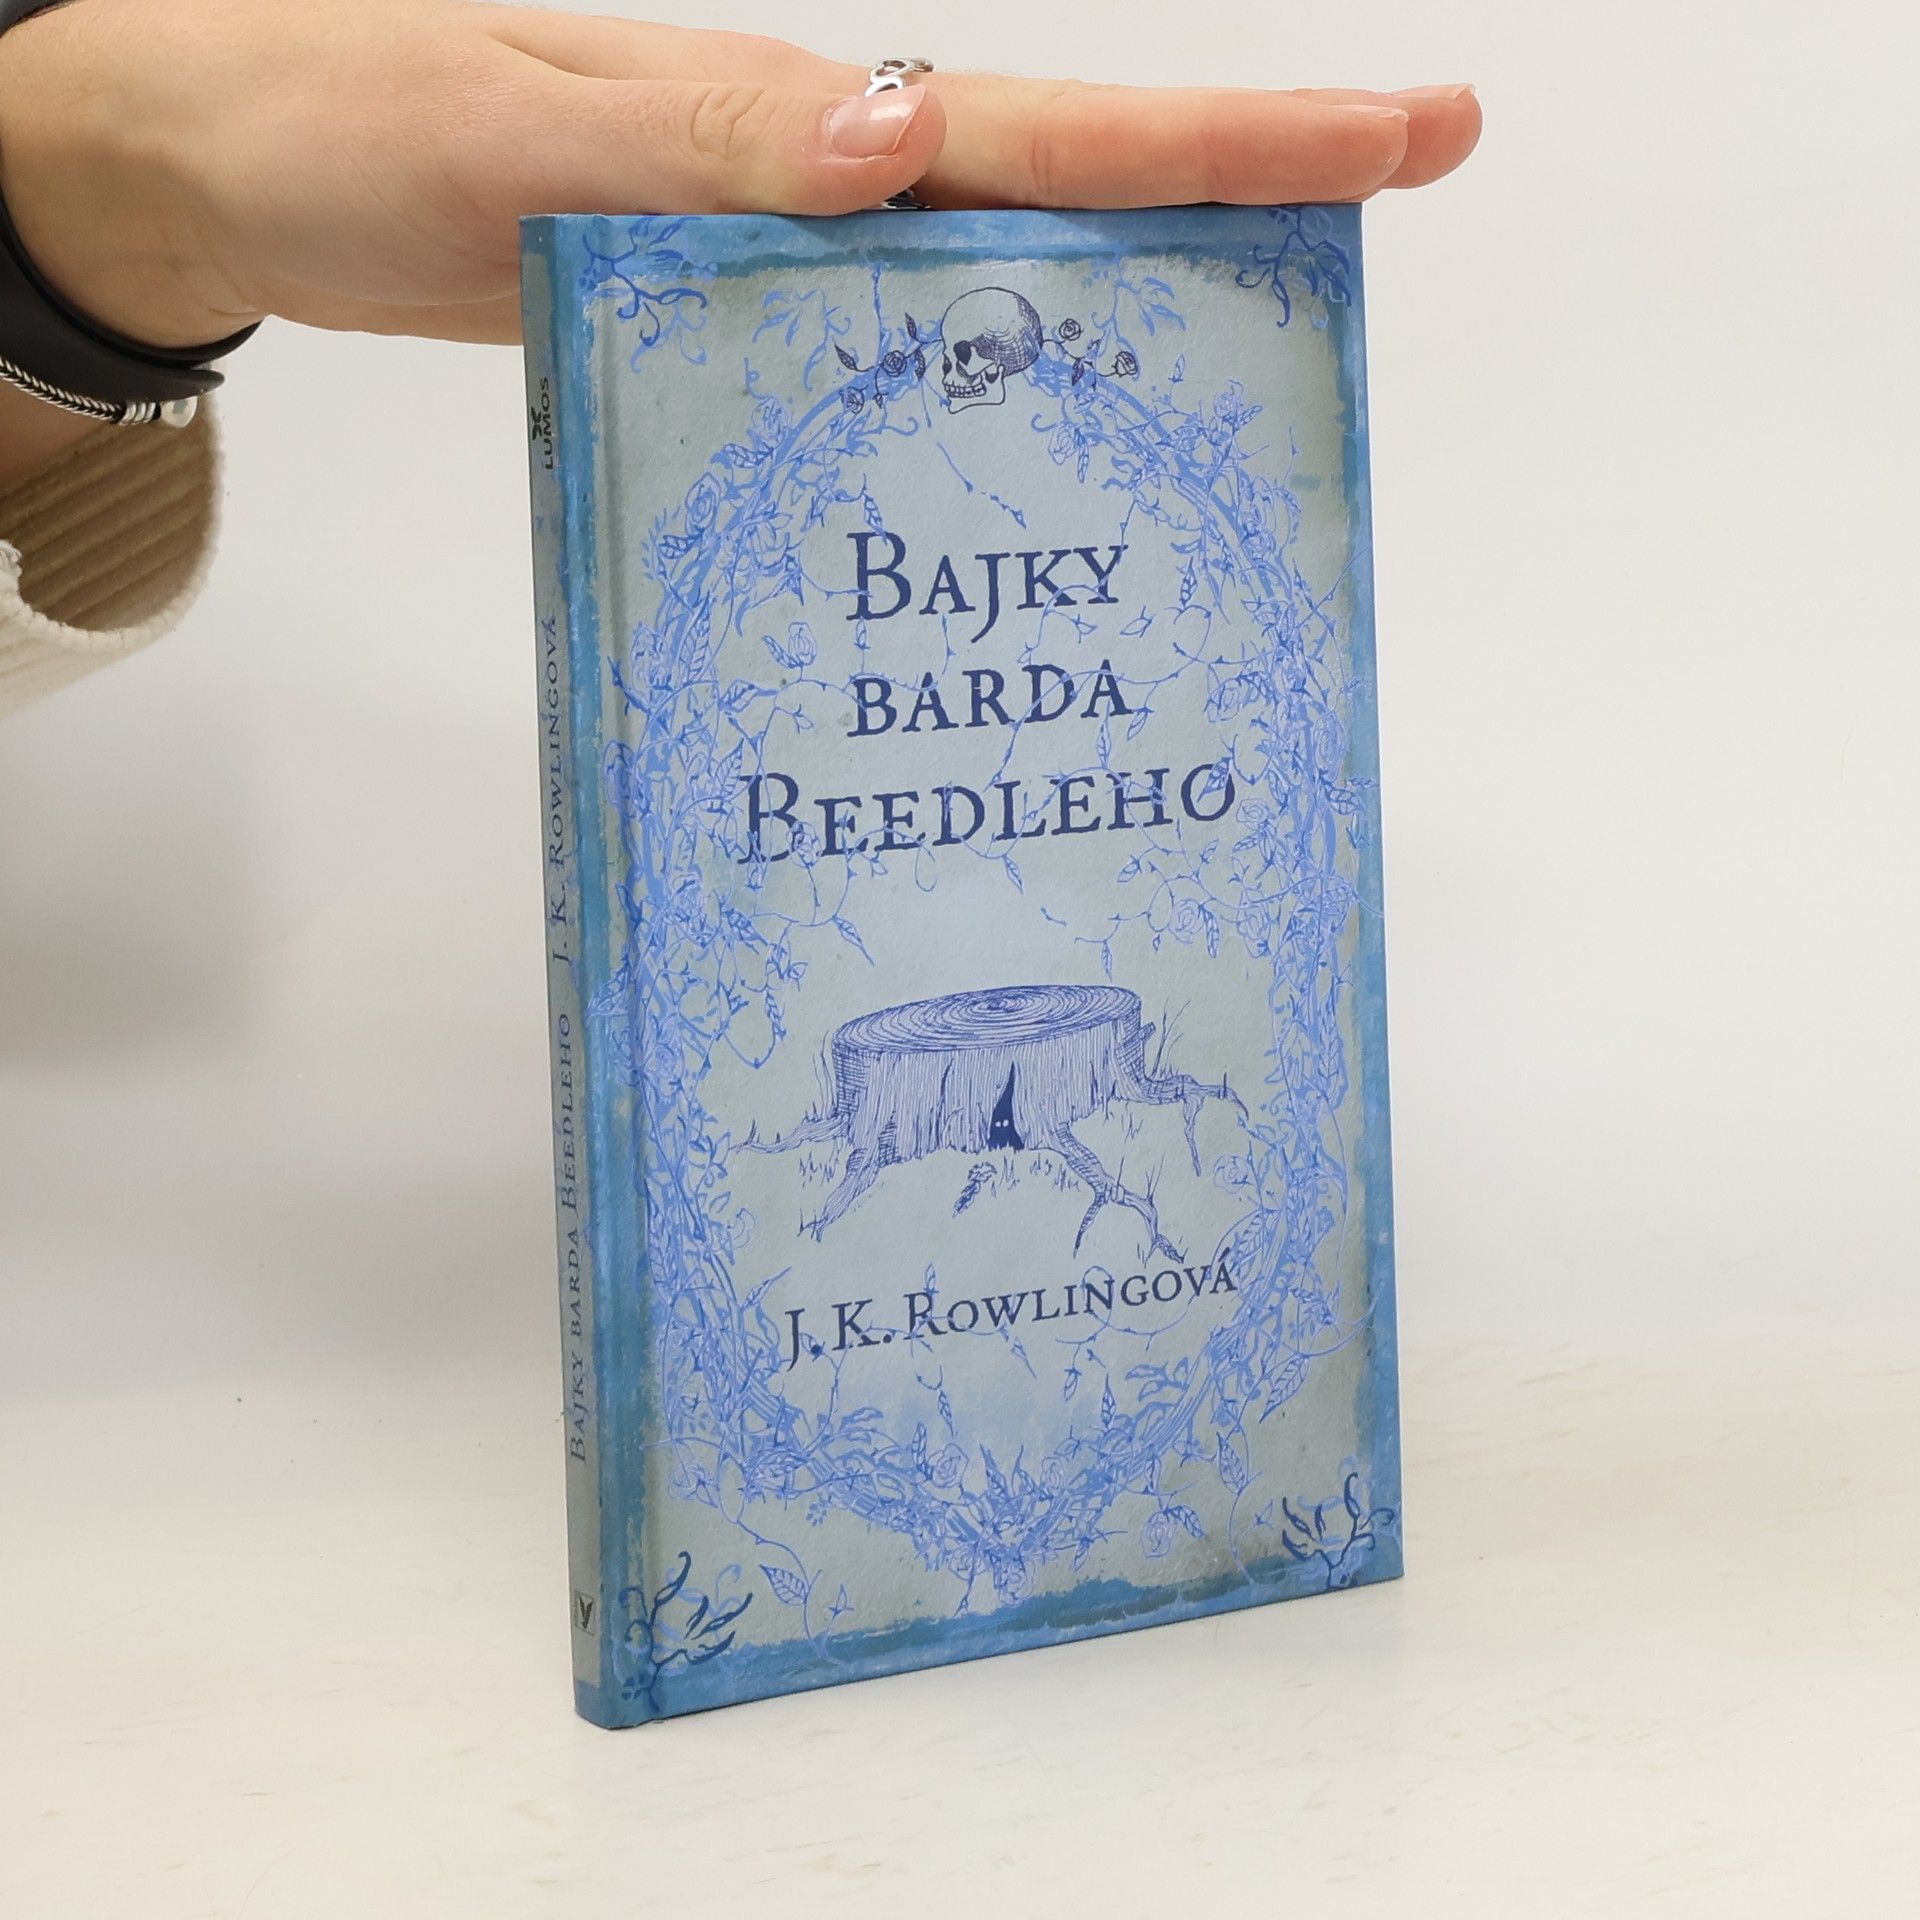 BAJKY
BARDA
BEEDLEHO
J. K. ROWLINGOVÁ
BAJKY BARDA BEEDLEHO J. K. ROWLINGOVÁ LUMOS